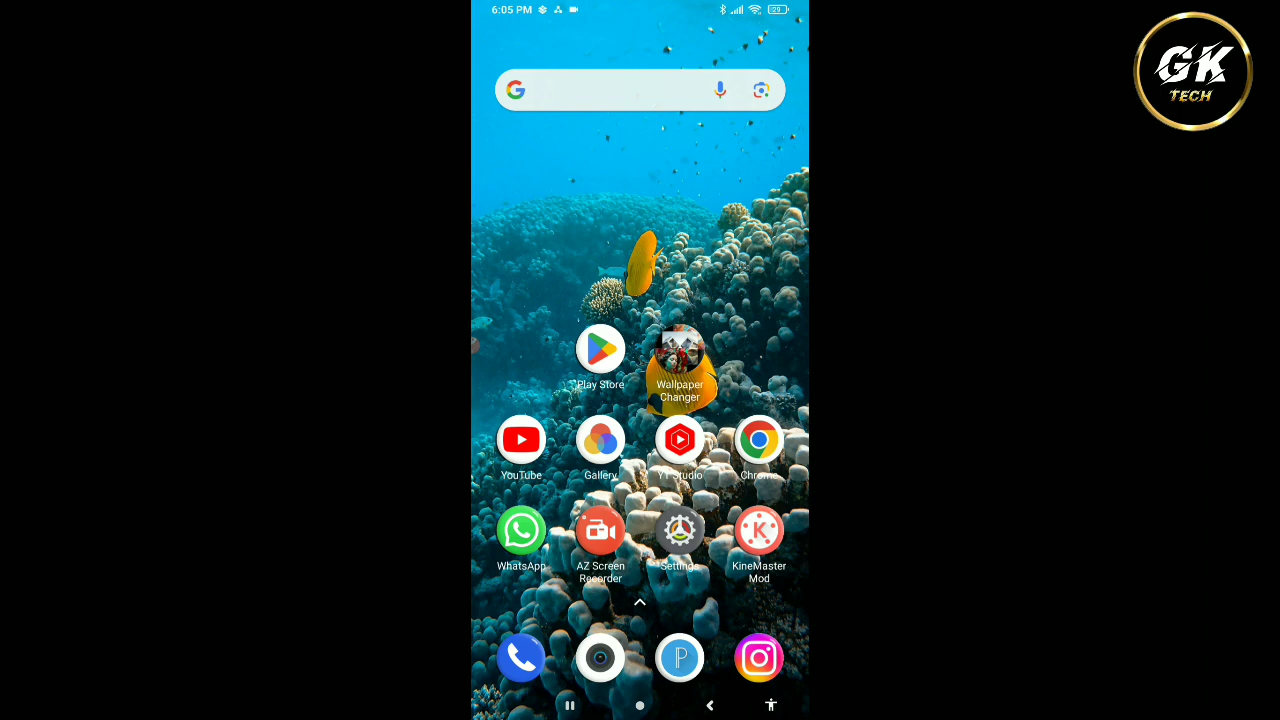 6:05 PM
29
GK
TECH
G
Play Store
Wallpaper
Changer
YouTube
Gallery
YT Studio
Chrome
WhatsApp
AZ Screen
Recorder
Settings
K
KineMaster
Mod
P